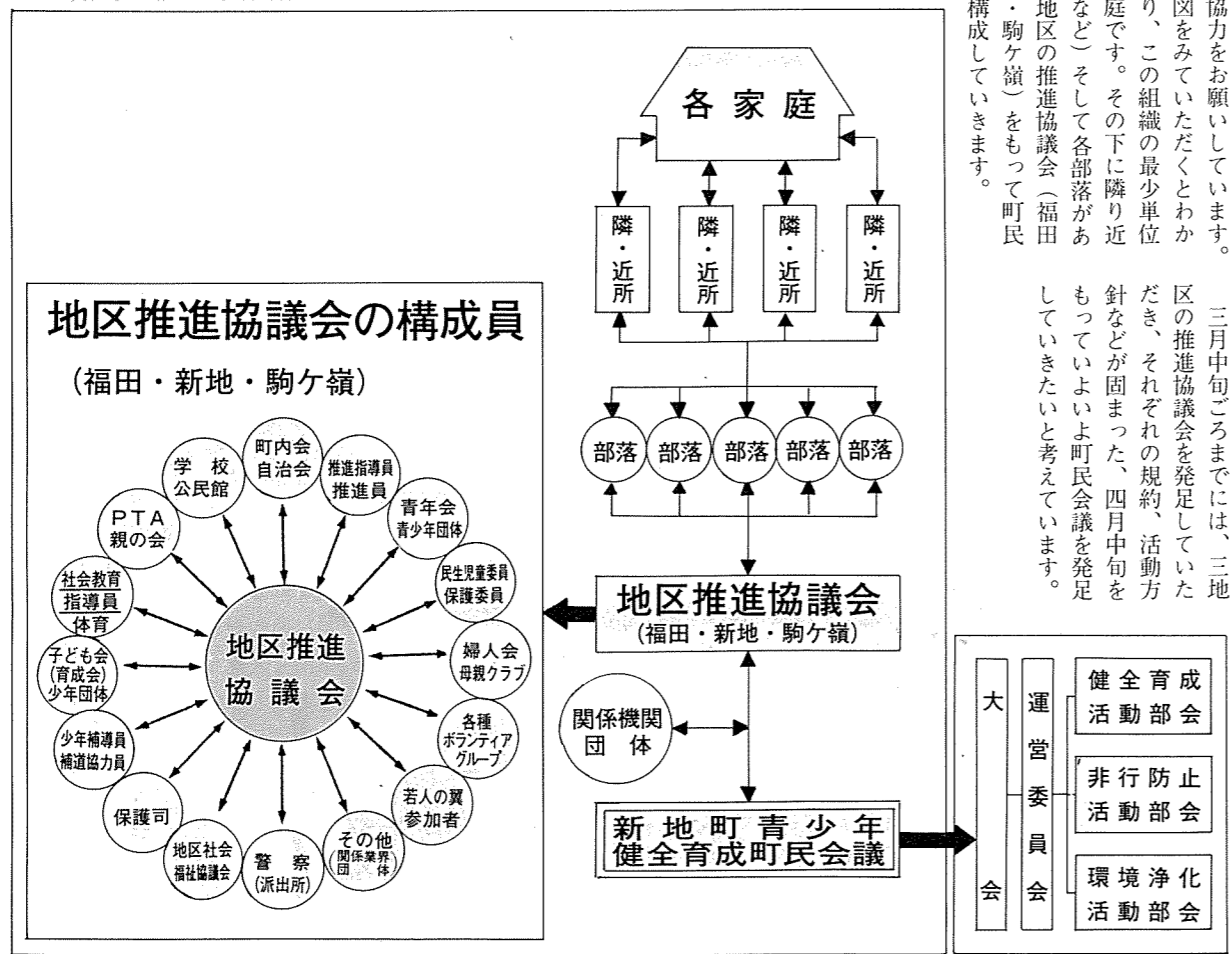 協力をお願いしています。
図をみていただくとわか
り、この組織の最少単位
庭です。その下に隣り近
など）そして各部落があ
地区の推進協議会（福田
・駒ケ嶺）をもって町民
構成していきます。
三月中旬ごろまでには、三地
区の推進協議会を発足していた
だき、それぞれの規約、活動方
針などが固まった、四月中旬を
もっていよいよ町民会議を発足
していきたいと考えています。
各家庭
隣・近所
隣・近所
隣・近所
隣・近所
部落
部落
部落
部落
部落
地区推進協議会
(福田・新地・駒ケ嶺)
関係機関
団体
新地町青少年
健全育成町民会議
大会
運営委員会
健全育成
活動部会
非行防止
活動部会
環境浄化
活動部会
地区推進協議会の構成員
(福田・新地・駒ケ嶺)
地区推進
協議会
町内会
自治会
推進指導員
推進員
青年会
青少年団体
民生児童委員
保護委員
婦人会
母親クラブ
各種
ボランティア
グループ
若人の翼
参加者
その他
(関係業界
団体)
警察
(派出所)
地区社会
福祉協議会
保護司
少年補導員
補道協力員
子ども会
(育成会)
少年団体
社会教育
指導員
体育
PTA
親の会
学校
公民館